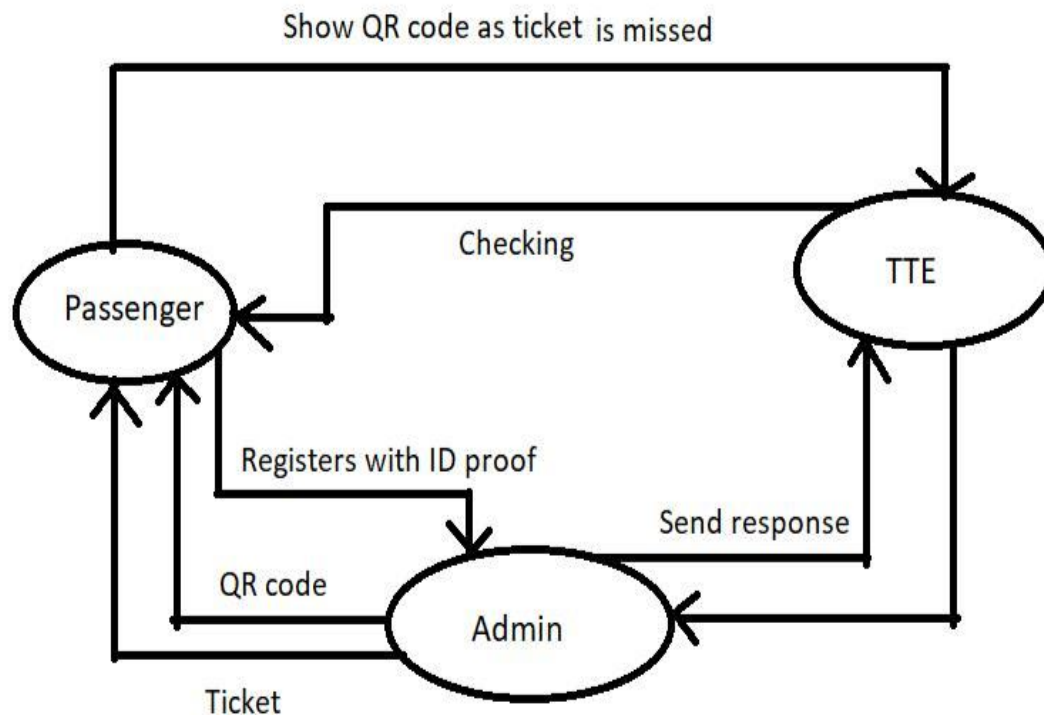 Show QR code as ticket is missed
Checking
TTE
Passenger
Registers with ID proof
Send response
QR code
Admin
Ticket